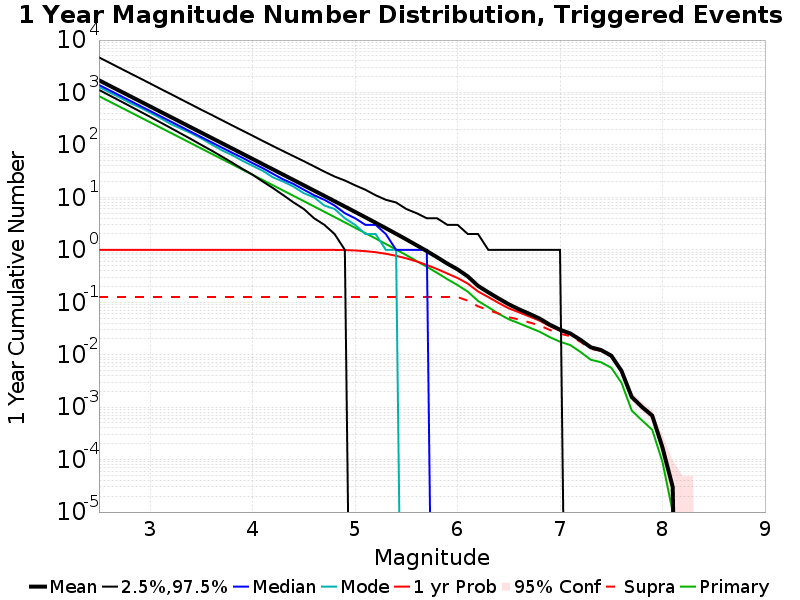 1 Year Magnitude Number Distribution, Triggered Events
10^4
10^3
10^2
10^1
10^0
10^-1
10^-2
10^-3
10^-4
10^-5
1 Year Cumulative Number
3 4 5 6 7 8 9
Magnitude
Mean 2.5%,97.5% Median Mode 1 yr Prob 95% Conf Supra Primary